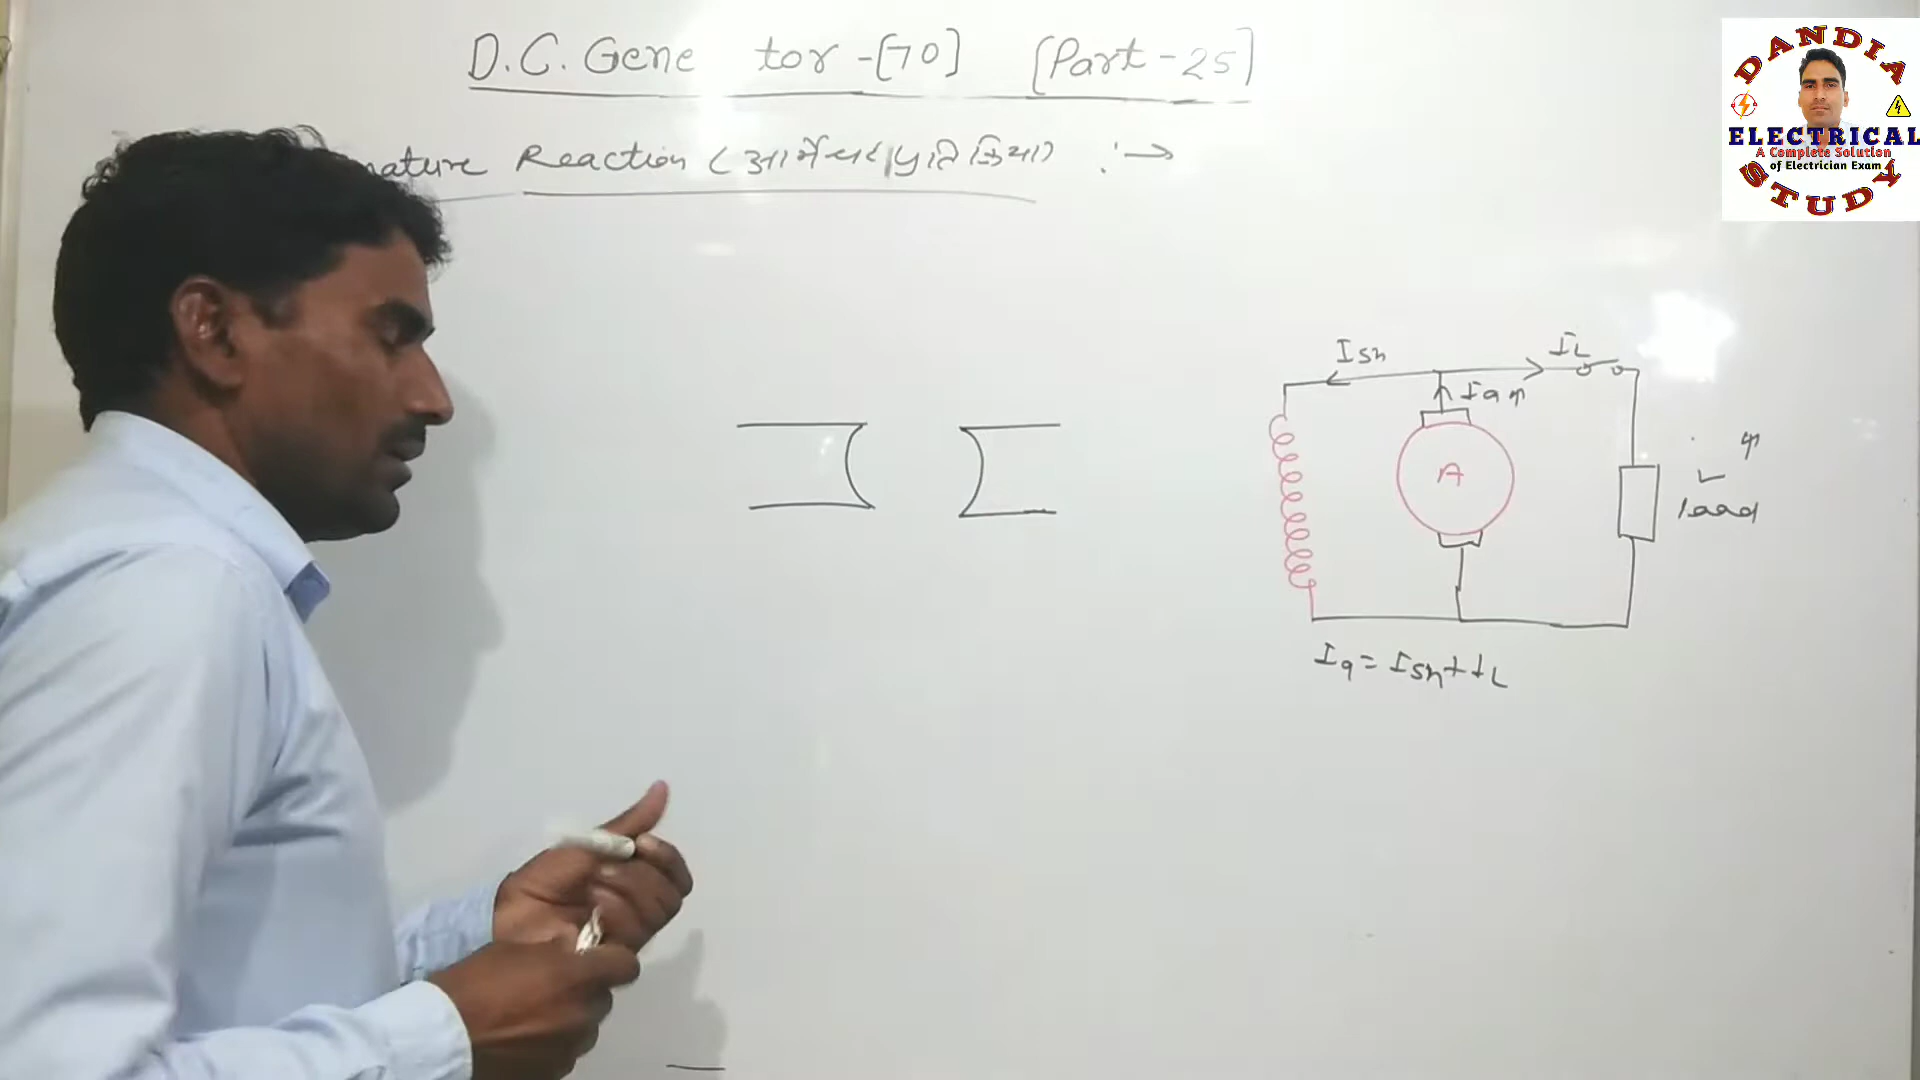 D.C. Gene tor -[70] [Part - 25]
nature Reaction (आर्मेचर प्रतिक्रिया) :→
Ish
IL
Ia ↑
A
↑
load
Ia = Ish + IL
DANDIA
ELECTRICAL
A Complete Solution
of Electrician Exam
STUDY